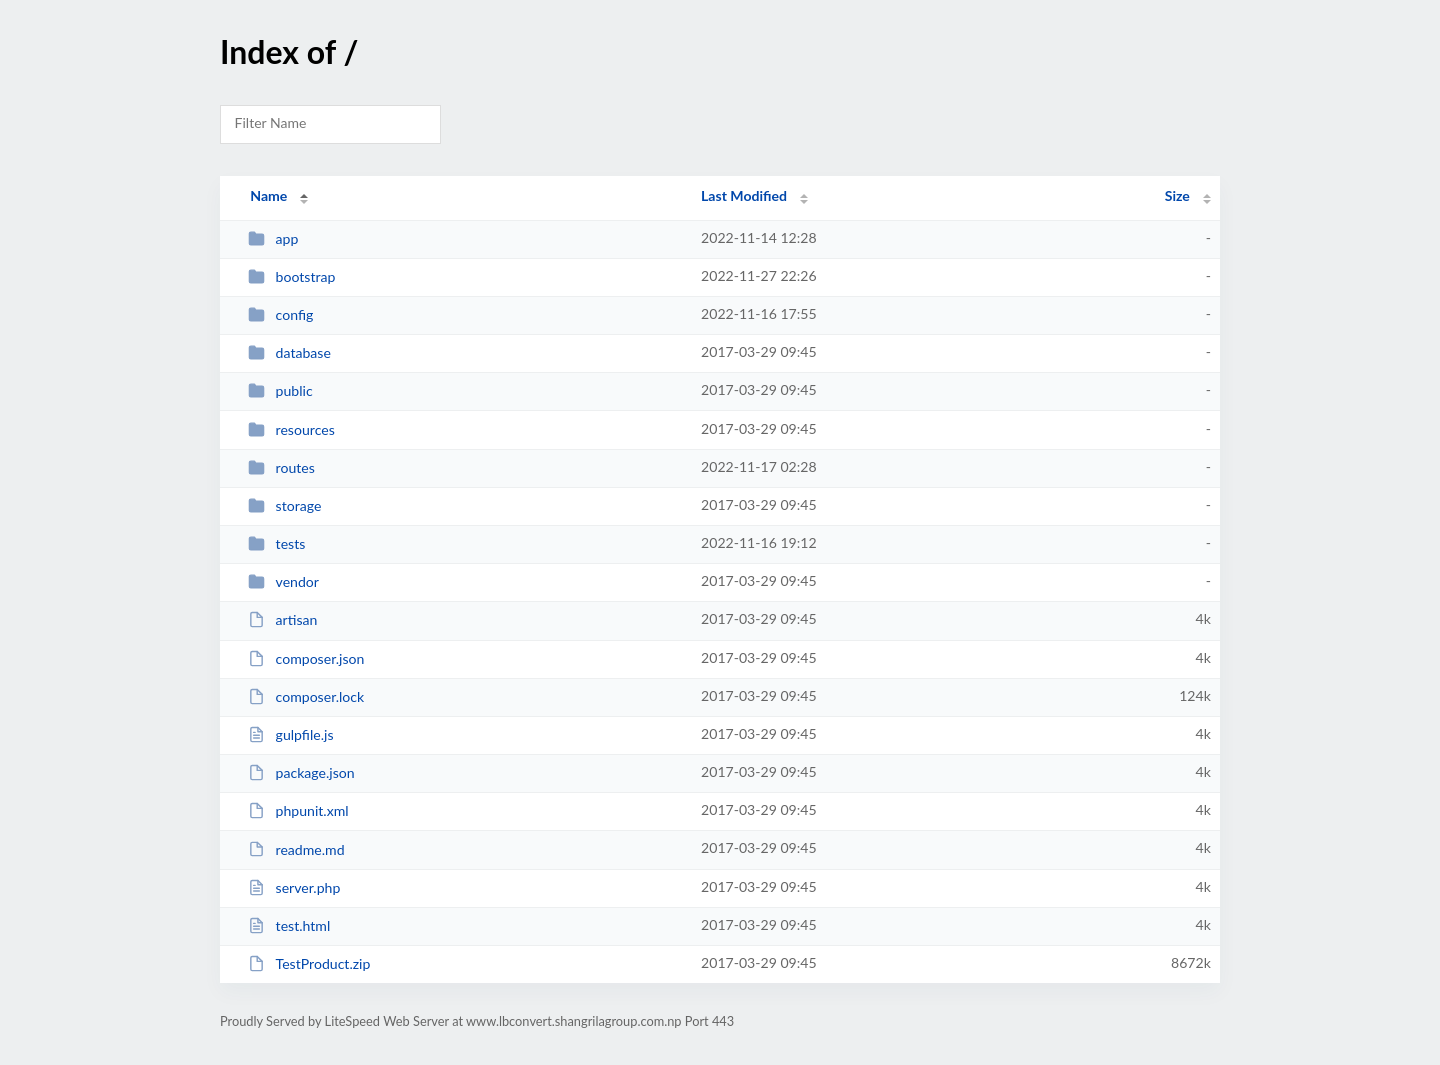 Index of /
Filter Name
Name Last Modified Size
app 2022-11-14 12:28 -
bootstrap 2022-11-27 22:26 -
config 2022-11-16 17:55 -
database 2017-03-29 09:45 -
public 2017-03-29 09:45 -
resources 2017-03-29 09:45 -
routes 2022-11-17 02:28 -
storage 2017-03-29 09:45 -
tests 2022-11-16 19:12 -
vendor 2017-03-29 09:45 -
artisan 2017-03-29 09:45 4k
composer.json 2017-03-29 09:45 4k
composer.lock 2017-03-29 09:45 124k
gulpfile.js 2017-03-29 09:45 4k
package.json 2017-03-29 09:45 4k
phpunit.xml 2017-03-29 09:45 4k
readme.md 2017-03-29 09:45 4k
server.php 2017-03-29 09:45 4k
test.html 2017-03-29 09:45 4k
TestProduct.zip 2017-03-29 09:45 8672k
Proudly Served by LiteSpeed Web Server at www.lbconvert.shangrilagroup.com.np Port 443